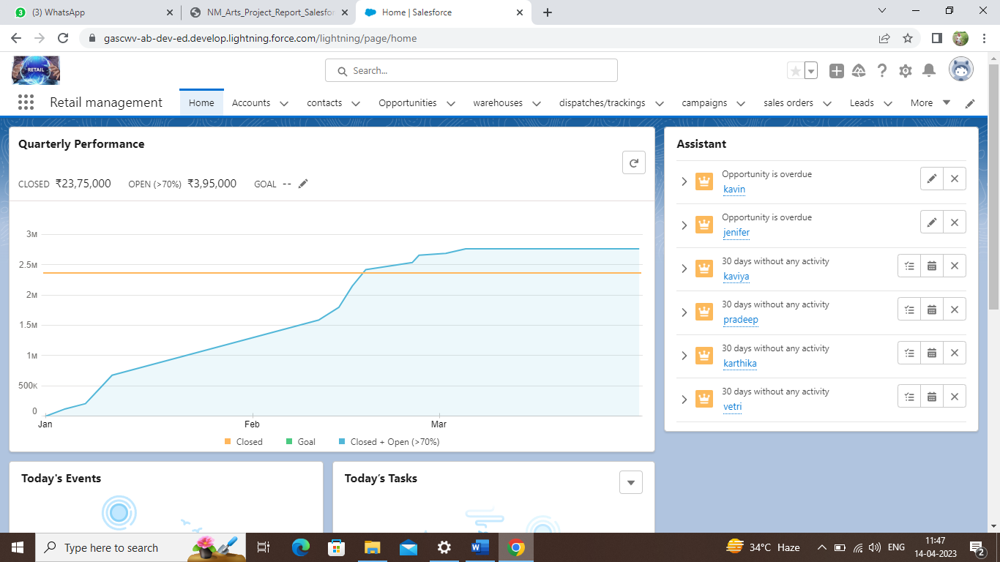 (3) WhatsApp
NM_Arts_Project_Report_Salesfor
Home | Salesforce
gascwv-ab-dev-ed.develop.lightning.force.com/lightning/page/home
RETAIL
Search...
Retail management
Home
Accounts
contacts
Opportunities
warehouses
dispatches/trackings
campaigns
sales orders
Leads
More
Quarterly Performance
CLOSED ₹23,75,000 OPEN (>70%) ₹3,95,000 GOAL --
3M
2.5M
2M
1.5M
1M
500K
0
Jan Feb Mar
Closed Goal Closed + Open (>70%)
Assistant
Opportunity is overdue
kavin
Opportunity is overdue
jenifer
30 days without any activity
kaviya
30 days without any activity
pradeep
30 days without any activity
karthika
30 days without any activity
vetri
Today's Events
Today's Tasks
Type here to search
34°C Haze
ENG
11:47
14-04-2023
2